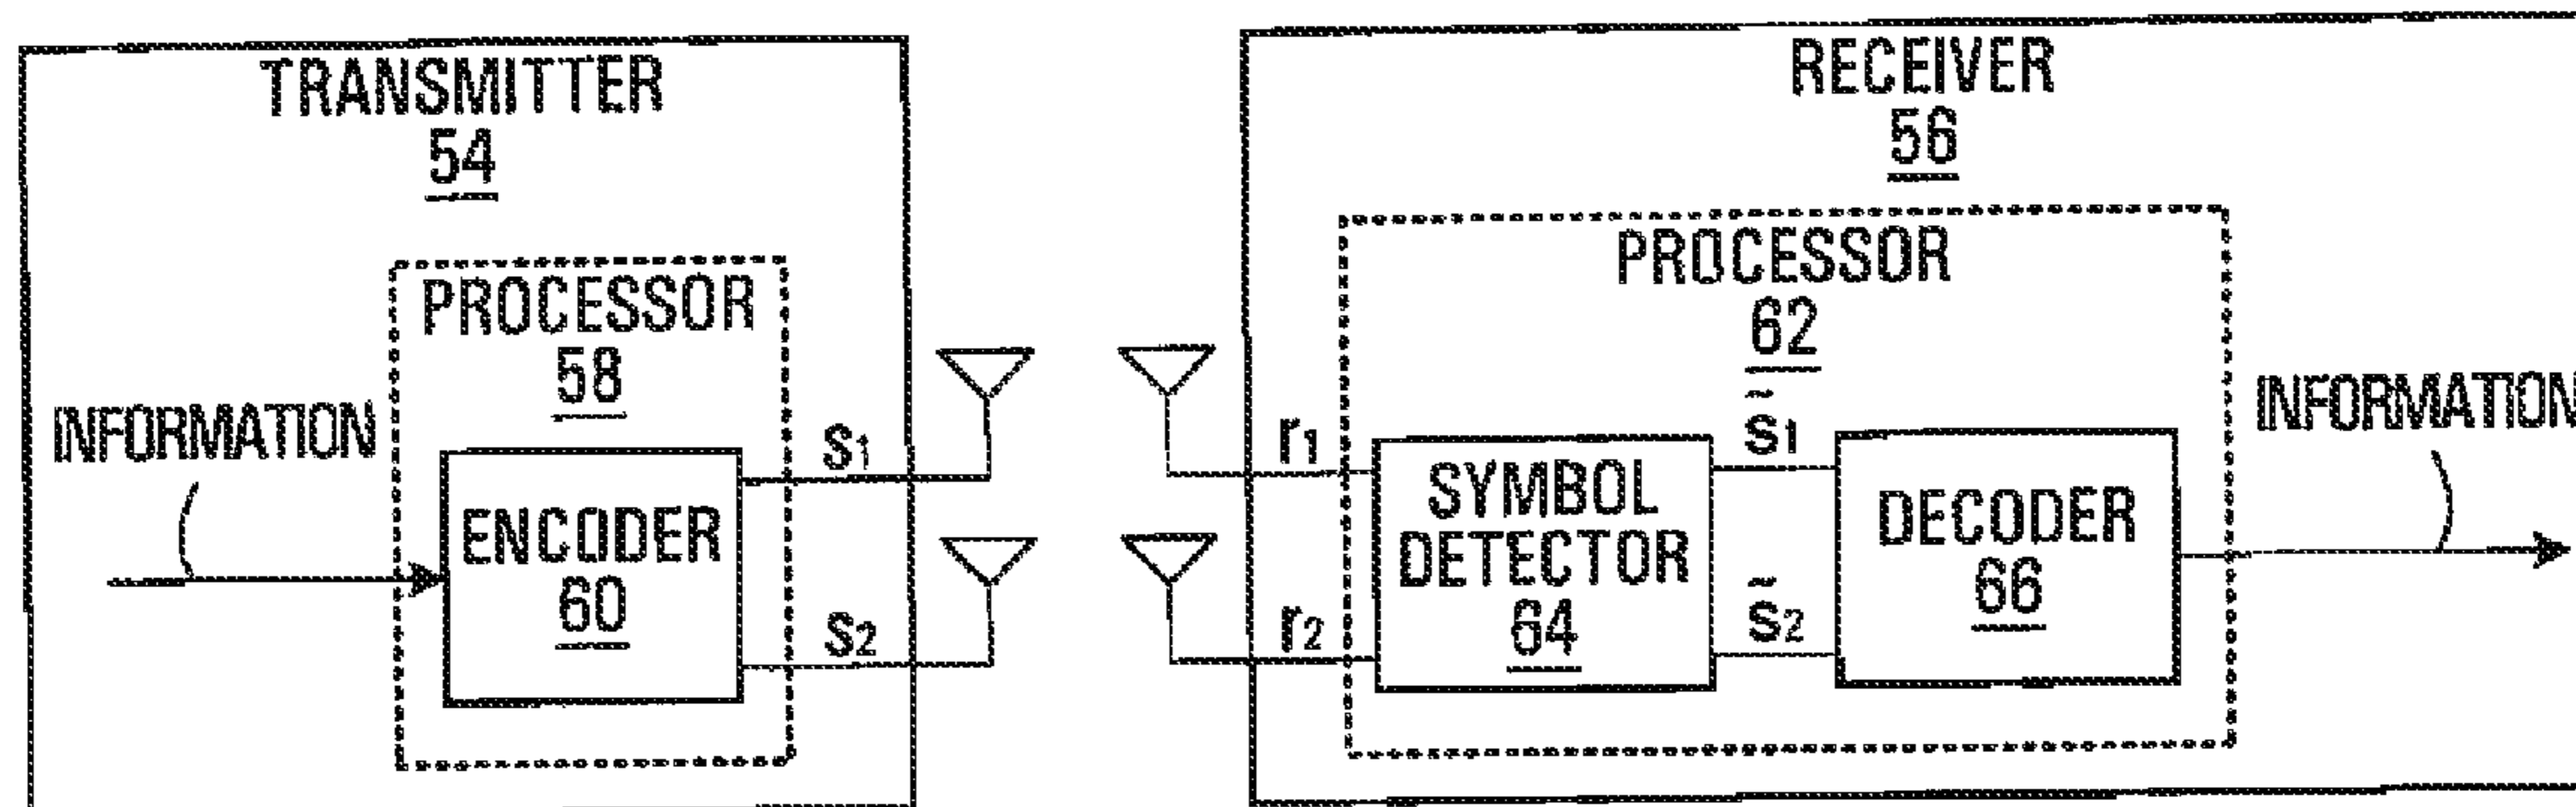 TRANSMITTER
54
PROCESSOR
58
INFORMATION
ENCODER
60
s1
s2
RECEIVER
56
PROCESSOR
62
r1
r2
SYMBOL
DETECTOR
64
s̃1
s̃2
DECODER
66
INFORMATION